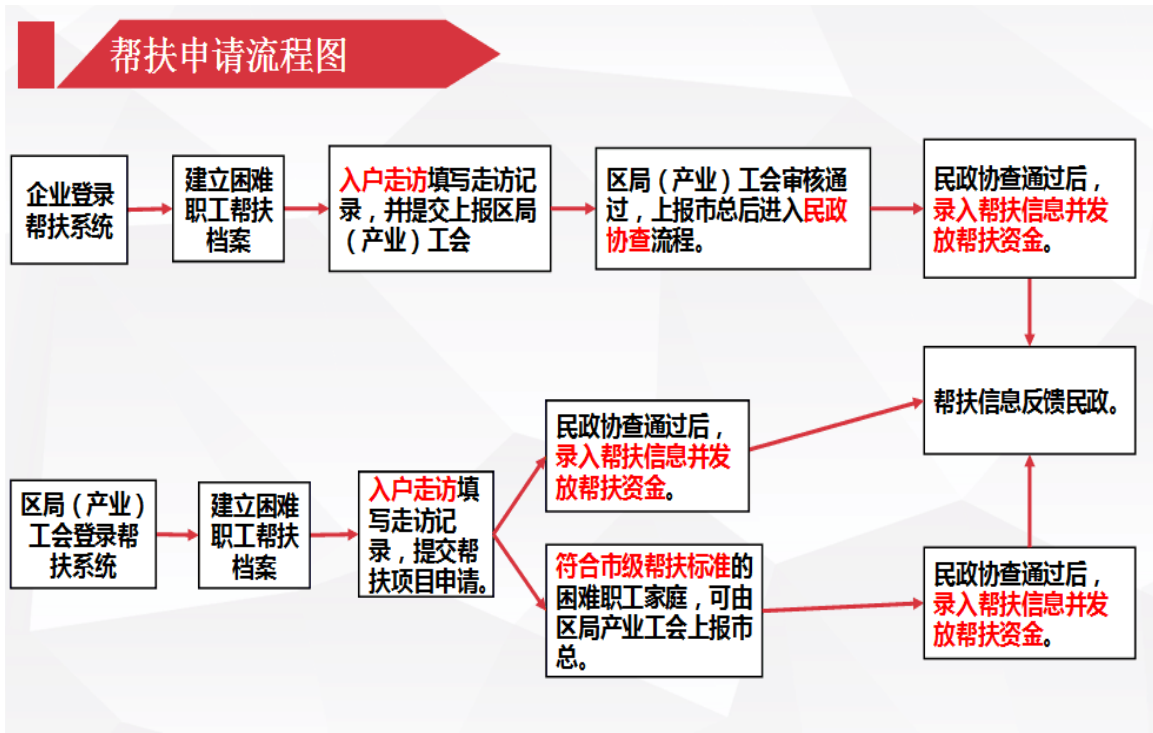 帮扶申请流程图
企业登录
帮扶系统
建立困难
职工帮扶
档案
入户走访填写走访记
录，并提交上报区局
（产业）工会
区局（产业）工会审核通
过，上报市总后进入民政
协查流程。
民政协查通过后，
录入帮扶信息并发
放帮扶资金。
帮扶信息反馈民政。
区局（产业）
工会登录帮
扶系统
建立困难
职工帮扶
档案
入户走访填
写走访记
录，提交帮
扶项目申请。
民政协查通过后，
录入帮扶信息并发
放帮扶资金。
符合市级帮扶标准的
困难职工家庭，可由
区局产业工会上报市
总。
民政协查通过后，
录入帮扶信息并发
放帮扶资金。